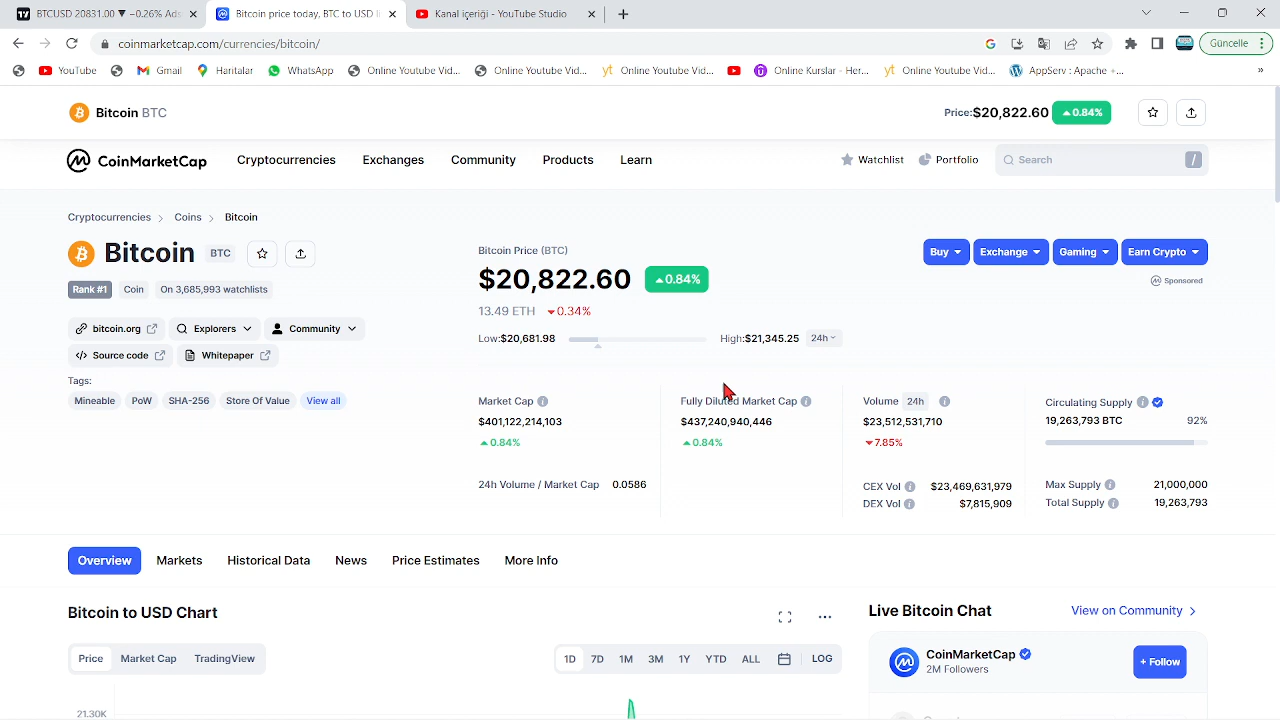 BTCUSD 20831.00 ▼ −0.26% Ads
Bitcoin price today, BTC to USD li
Kanal içeriği - YouTube Studio
coinmarketcap.com/currencies/bitcoin/
Güncelle
YouTube
Gmail
Haritalar
WhatsApp
Online Youtube Vid...
Online Youtube Vid...
Online Youtube Vid...
Online Kurslar - Her...
Online Youtube Vid...
AppServ : Apache +...
Bitcoin BTC
Price:$20,822.60 0.84%
CoinMarketCap
Cryptocurrencies
Exchanges
Community
Products
Learn
Watchlist
Portfolio
Search /
Cryptocurrencies > Coins > Bitcoin
Bitcoin BTC
Rank #1 Coin On 3,685,993 watchlists
bitcoin.org Explorers Community
Source code Whitepaper
Tags:
Mineable PoW SHA-256 Store Of Value View all
Bitcoin Price (BTC)
$20,822.60 0.84%
13.49 ETH 0.34%
Low:$20,681.98 High:$21,345.25 24h
Buy Exchange Gaming Earn Crypto
Sponsored
Market Cap
$401,122,214,103
0.84%
24h Volume / Market Cap 0.0586
Fully Diluted Market Cap
$437,240,940,446
0.84%
Volume 24h
$23,512,531,710
7.85%
CEX Vol $23,469,631,979
DEX Vol $7,815,909
Circulating Supply
19,263,793 BTC 92%
Max Supply 21,000,000
Total Supply 19,263,793
Overview Markets Historical Data News Price Estimates More Info
Bitcoin to USD Chart
Price Market Cap TradingView
1D 7D 1M 3M 1Y YTD ALL LOG
21.30K
Live Bitcoin Chat
View on Community >
CoinMarketCap
2M Followers
+ Follow